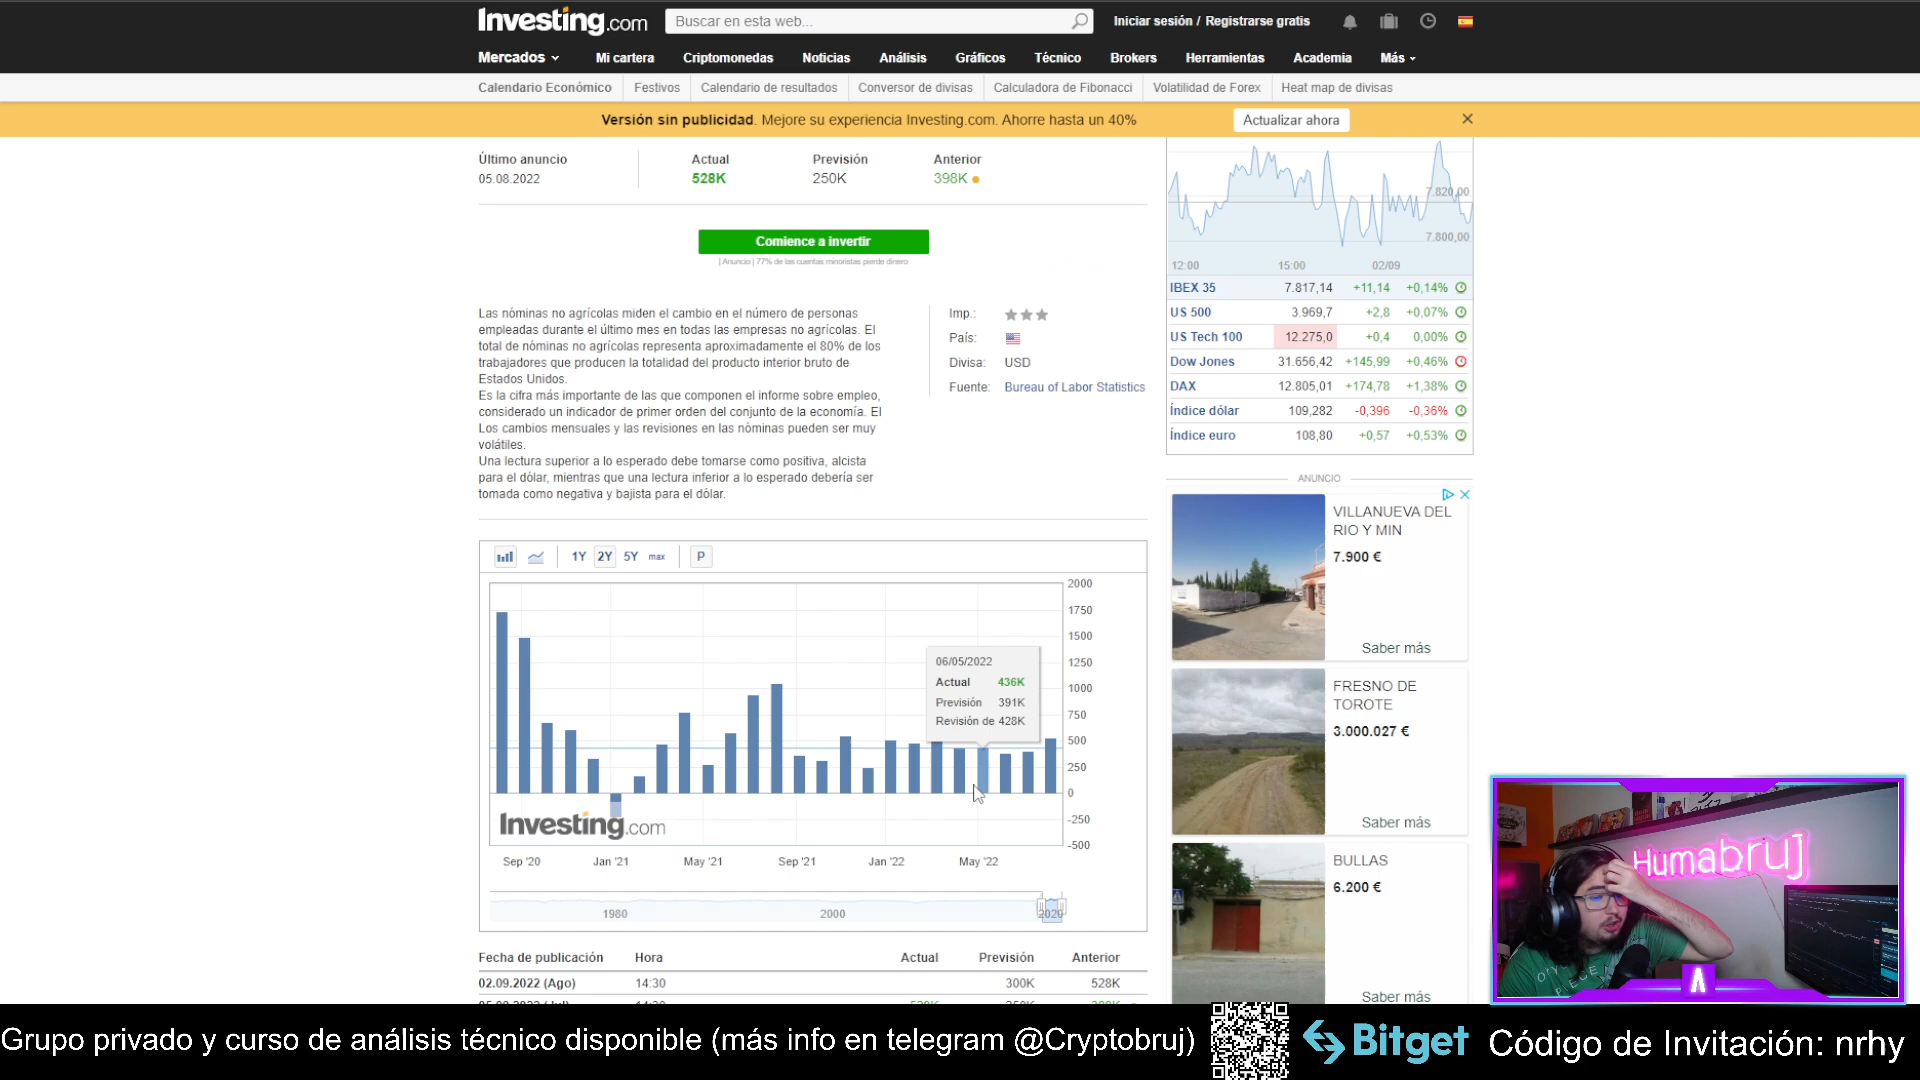 Investing.com
Buscar en esta web...
Iniciar sesión / Registrarse gratis
Mercados
Mi cartera
Criptomonedas
Noticias
Análisis
Gráficos
Técnico
Brokers
Herramientas
Academia
Más
Calendario Económico
Festivos
Calendario de resultados
Conversor de divisas
Calculadora de Fibonacci
Volatilidad de Forex
Heat map de divisas
Versión sin publicidad. Mejore su experiencia Investing.com. Ahorre hasta un 40%
Actualizar ahora
Último anuncio
05.08.2022
Actual
528K
Previsión
250K
Anterior
398K
Comience a invertir
| Anuncio | 77% de las cuentas minoristas pierde dinero
Las nóminas no agrícolas miden el cambio en el número de personas
empleadas durante el último mes en todas las empresas no agrícolas. El
total de nóminas no agrícolas representa aproximadamente el 80% de los
trabajadores que producen la totalidad del producto interior bruto de
Estados Unidos.
Es la cifra más importante de las que componen el informe sobre empleo,
considerado un indicador de primer orden del conjunto de la economía. El
Los cambios mensuales y las revisiones en las nóminas pueden ser muy
volátiles.
Una lectura superior a lo esperado debe tomarse como positiva, alcista
para el dólar, mientras que una lectura inferior a lo esperado debería ser
tomada como negativa y bajista para el dólar.
Imp.:
País:
Divisa: USD
Fuente: Bureau of Labor Statistics
7.820,00
7.800,00
12:00 15:00 02/09
IBEX 35 7.817,14 +11,14 +0,14%
US 500 3.969,7 +2,8 +0,07%
US Tech 100 12.275,0 +0,4 0,00%
Dow Jones 31.656,42 +145,99 +0,46%
DAX 12.805,01 +174,78 +1,38%
Índice dólar 109,282 -0,396 -0,36%
Índice euro 108,80 +0,57 +0,53%
ANUNCIO
VILLANUEVA DEL
RIO Y MIN
7.900 €
Saber más
FRESNO DE
TOROTE
3.000.027 €
Saber más
BULLAS
6.200 €
Saber más
1Y 2Y 5Y max P
2000
1750
1500
1250
1000
750
500
250
0
-250
-500
06/05/2022
Actual 436K
Previsión 391K
Revisión de 428K
Investing.com
Sep '20 Jan '21 May '21 Sep '21 Jan '22 May '22
1980 2000 2020
Fecha de publicación Hora Actual Previsión Anterior
02.09.2022 (Ago) 14:30 300K 528K
Humabruj
Grupo privado y curso de análisis técnico disponible (más info en telegram @Cryptobruj)
Bitget
Código de Invitación: nrhy